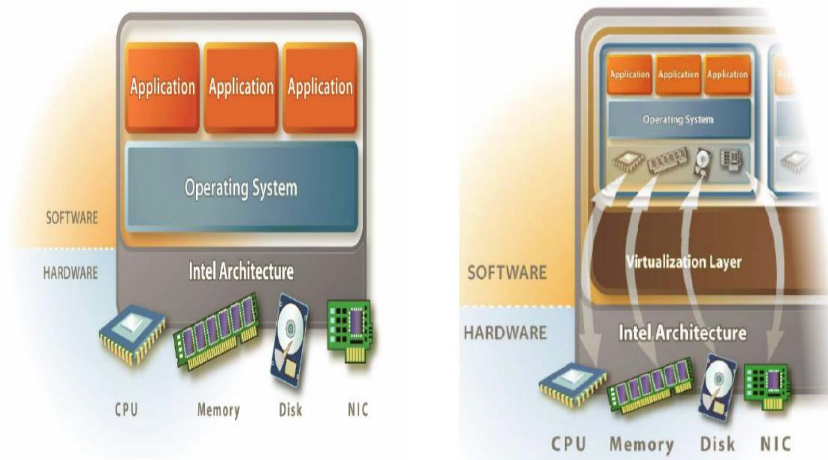 Application Application Application
Operating System
SOFTWARE
HARDWARE
Intel Architecture
CPU Memory Disk NIC
Application Application Application
Operating System
Virtualization Layer
SOFTWARE
HARDWARE
Intel Architecture
CPU Memory Disk NIC